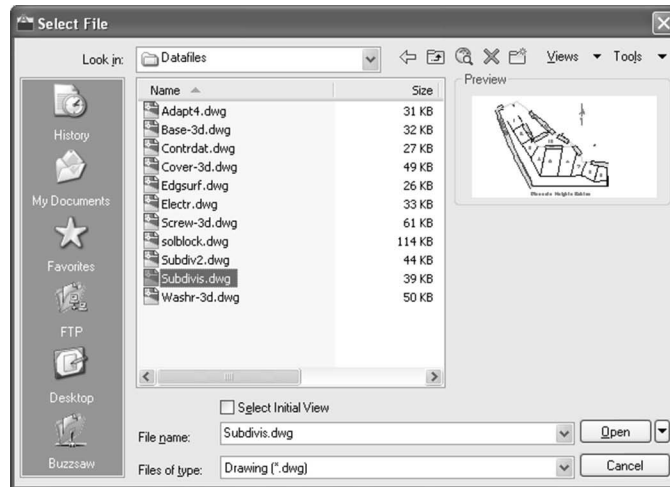 Select File
Look in:
Datafiles
Views
Tools
History
My Documents
Favorites
FTP
Desktop
Buzzsaw
Name Size
Adapt4.dwg 31 KB
Base-3d.dwg 32 KB
Contrdat.dwg 27 KB
Cover-3d.dwg 49 KB
Edgsurf.dwg 26 KB
Electr.dwg 33 KB
Screw-3d.dwg 61 KB
solblock.dwg 114 KB
Subdiv2.dwg 44 KB
Subdivis.dwg 39 KB
Washr-3d.dwg 50 KB
Preview
Heights Estates
Select Initial View
File name: Subdivis.dwg
Open
Files of type: Drawing (*.dwg)
Cancel